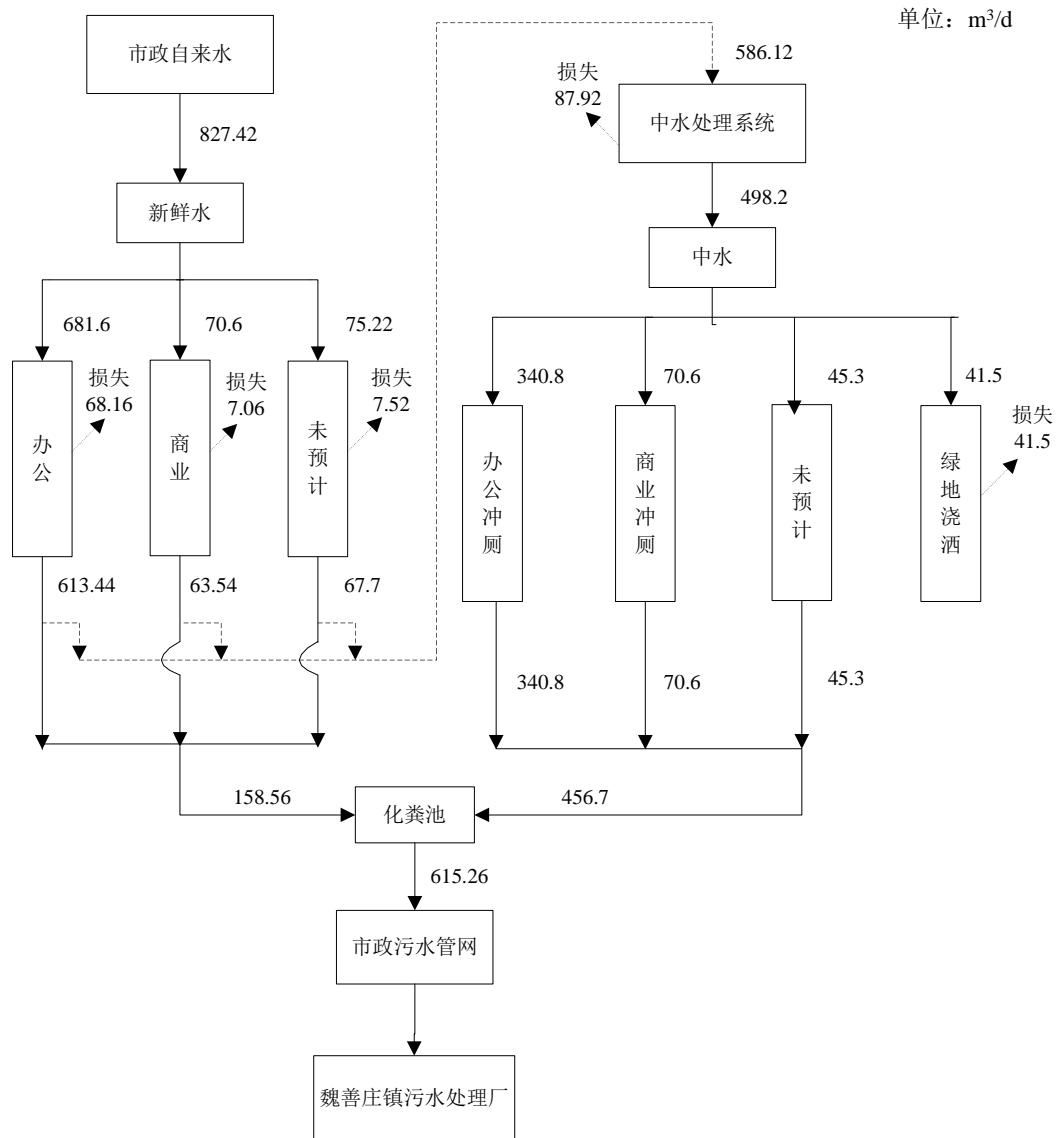 单位：m³/d
市政自来水
586.12
损失
87.92
中水处理系统
827.42
498.2
新鲜水
中水
681.6
70.6
75.22
340.8
70.6
45.3
41.5
损失
68.16
损失
7.06
损失
7.52
损失
41.5
办公
商业
未预计
办公冲厕
商业冲厕
未预计
绿地浇洒
613.44
63.54
67.7
340.8
70.6
45.3
158.56
化粪池
456.7
615.26
市政污水管网
魏善庄镇污水处理厂